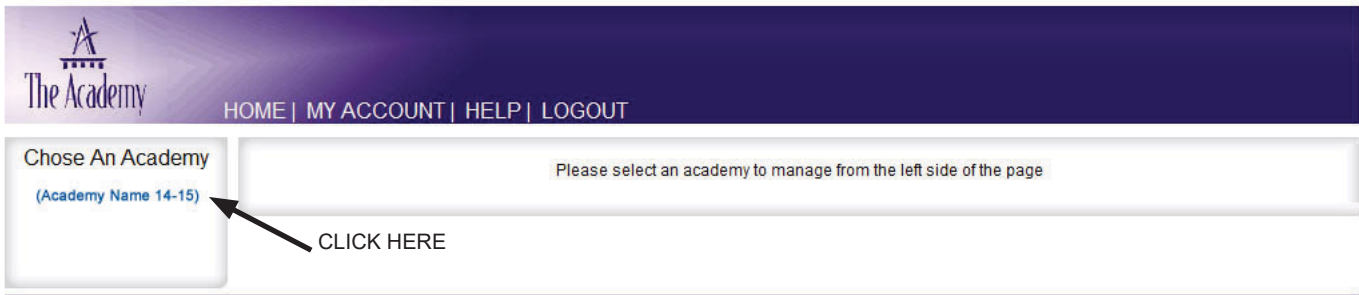 The Academy
HOME | MY ACCOUNT | HELP | LOGOUT
Chose An Academy
(Academy Name 14-15)
Please select an academy to manage from the left side of the page
CLICK HERE